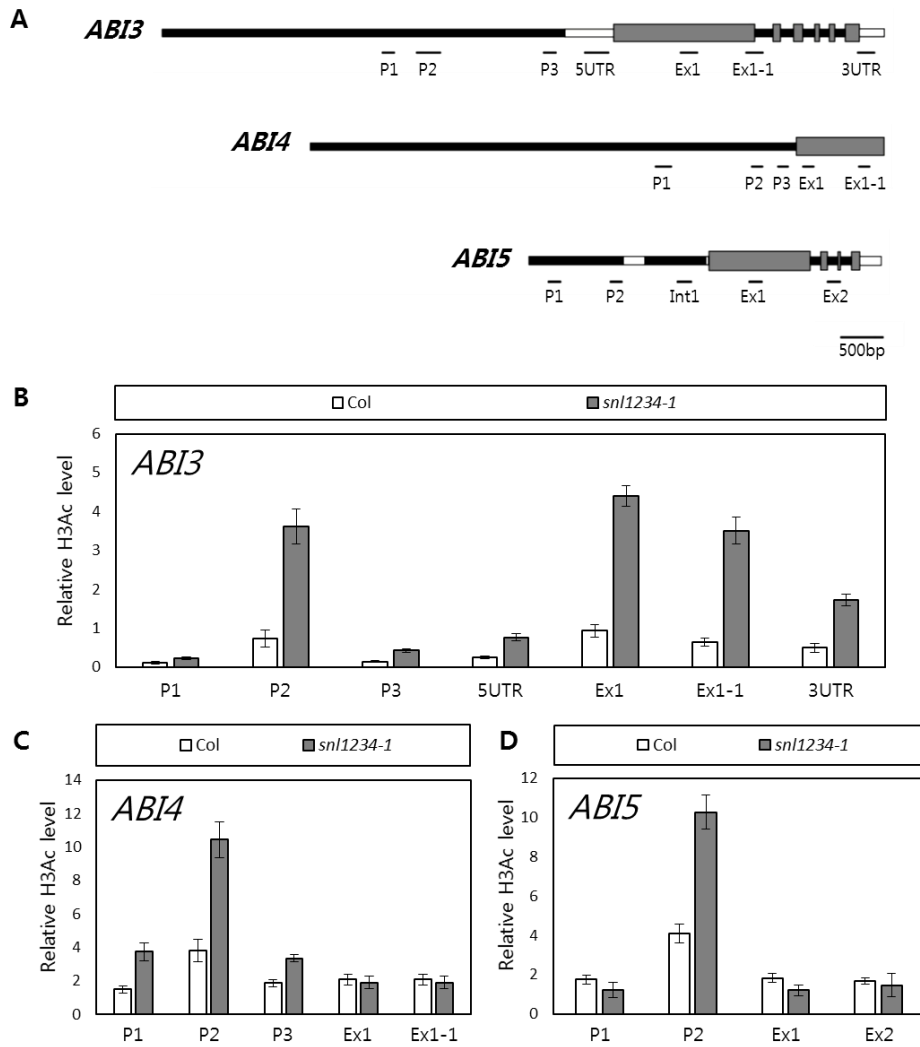 A
ABI3
P1 P2 P3 5UTR Ex1 Ex1-1 3UTR
ABI4
P1 P2 P3 Ex1 Ex1-1
ABI5
P1 P2 Int1 Ex1 Ex2
500bp
B
Col snl1234-1
ABI3
Relative H3Ac level
6
5
4
3
2
1
0
P1 P2 P3 5UTR Ex1 Ex1-1 3UTR
C
Col snl1234-1
ABI4
Relative H3Ac level
14
12
10
8
6
4
2
0
P1 P2 P3 Ex1 Ex1-1
D
Col snl1234-1
ABI5
Relative H3Ac level
12
10
8
6
4
2
0
P1 P2 Ex1 Ex2